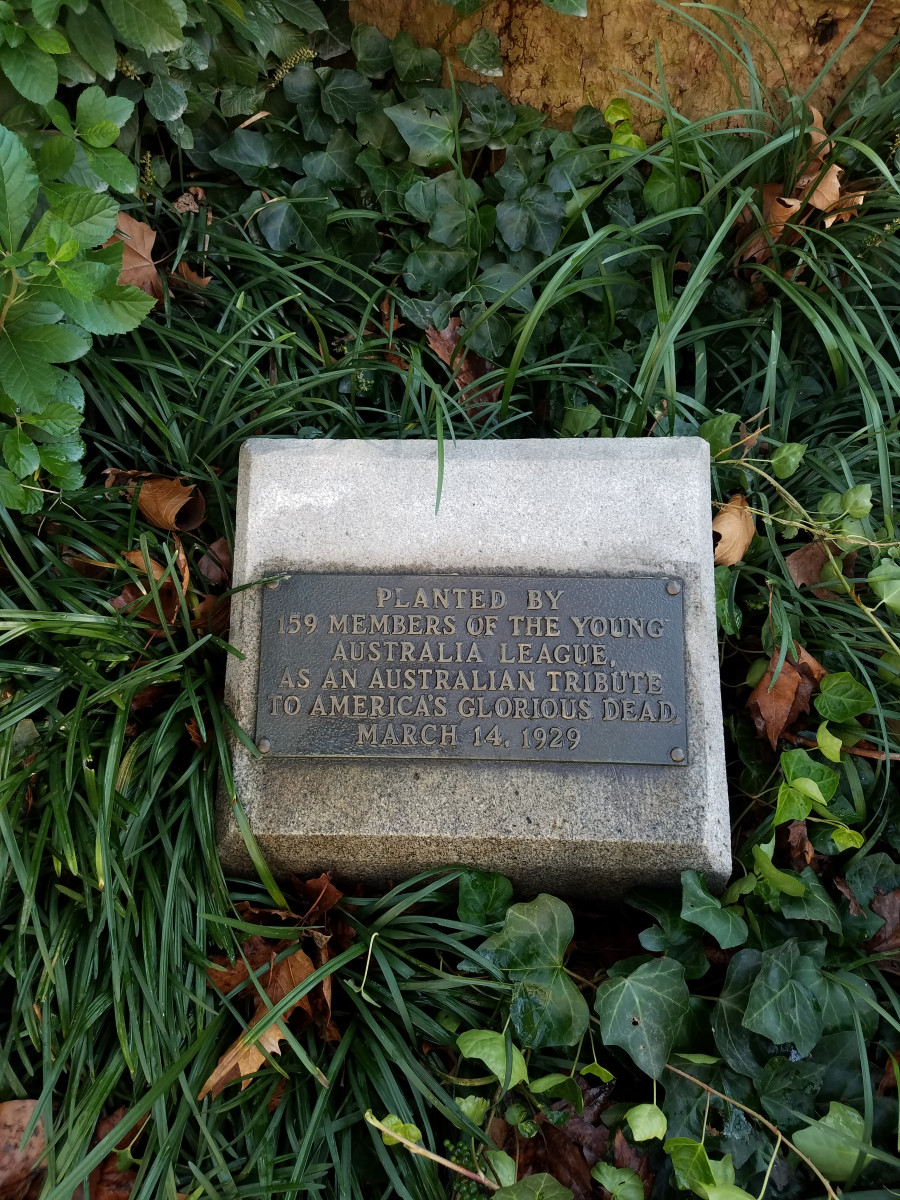 PLANTED BY
159 MEMBERS OF THE YOUNG
AUSTRALIA LEAGUE,
AS AN AUSTRALIAN TRIBUTE
TO AMERICA'S GLORIOUS DEAD,
MARCH 14, 1929